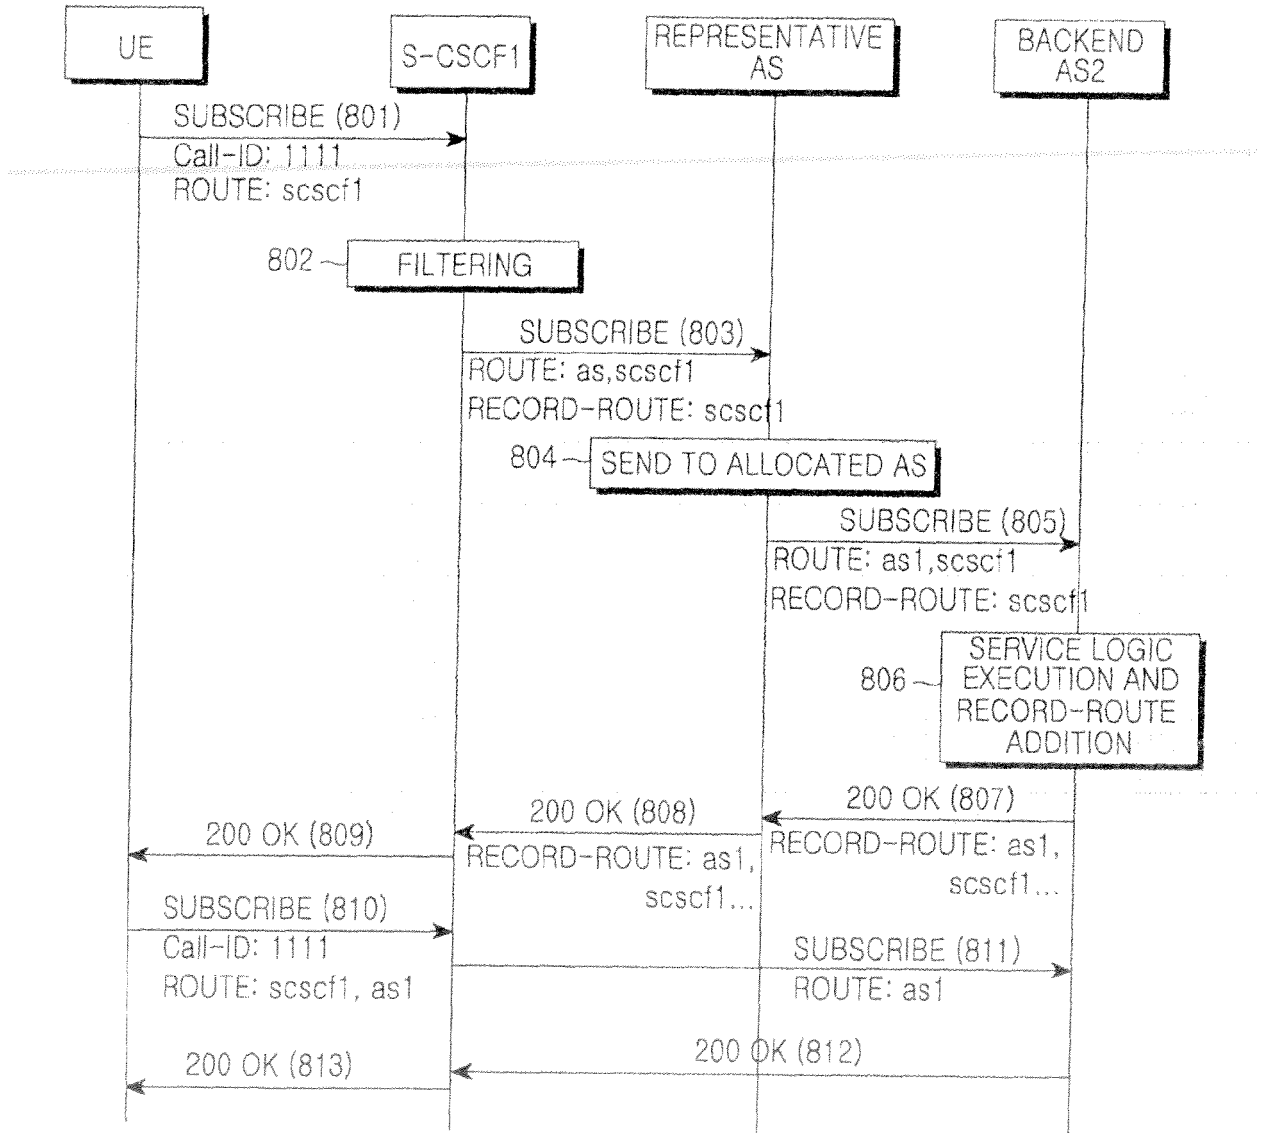 UE
S-CSCF1
REPRESENTATIVE
AS
BACKEND
AS2
SUBSCRIBE (801)
Call-ID: 1111
ROUTE: scscf1
802
FILTERING
SUBSCRIBE (803)
ROUTE: as,scscf1
RECORD-ROUTE: scscf1
804
SEND TO ALLOCATED AS
SUBSCRIBE (805)
ROUTE: as1,scscf1
RECORD-ROUTE: scscf1
806
SERVICE LOGIC
EXECUTION AND
RECORD-ROUTE
ADDITION
200 OK (807)
RECORD-ROUTE: as1,
scscf1...
200 OK (808)
RECORD-ROUTE: as1,
scscf1...
200 OK (809)
SUBSCRIBE (810)
Call-ID: 1111
ROUTE: scscf1, as1
SUBSCRIBE (811)
ROUTE: as1
200 OK (812)
200 OK (813)